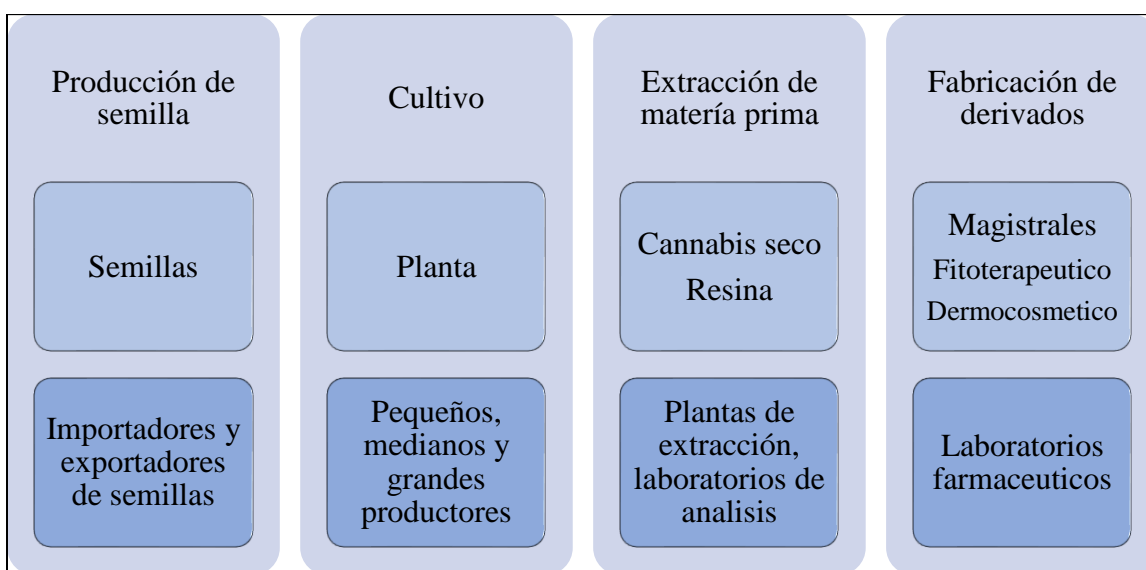 Producción de
semilla
Semillas
Importadores y
exportadores
de semillas
Cultivo
Planta
Pequeños,
medianos y
grandes
productores
Extracción de
matería prima
Cannabis seco
Resina
Plantas de
extracción,
laboratorios de
analisis
Fabricación de
derivados
Magistrales
Fitoterapeutico
Dermocosmetico
Laboratorios
farmaceuticos